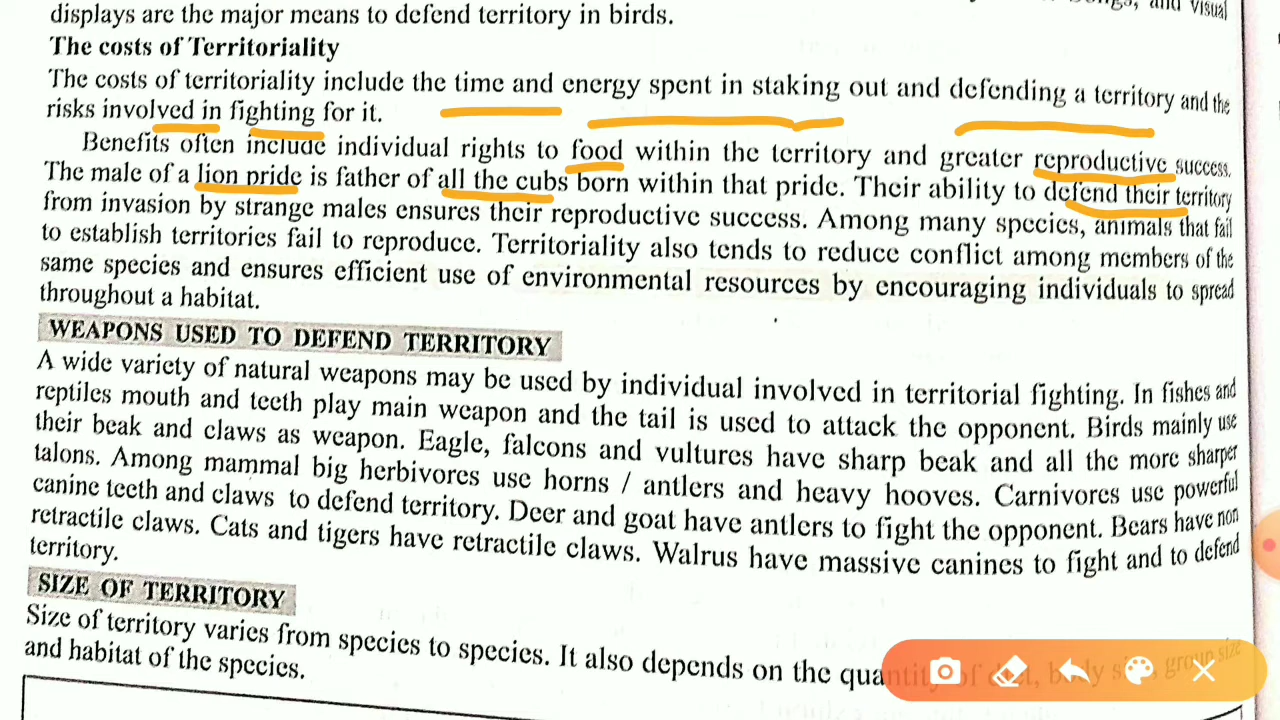 displays are the major means to defend territory in birds. and visual
The costs of Territoriality
The costs of territoriality include the time and energy spent in staking out and defending a territory and the
risks involved in fighting for it.
Benefits often include individual rights to food within the territory and greater reproductive success.
The male of a lion pride is father of all the cubs born within that pride. Their ability to defend their territory
from invasion by strange males ensures their reproductive success. Among many species, animals that fail
to establish territories fail to reproduce. Territoriality also tends to reduce conflict among members of the
same species and ensures efficient use of environmental resources by encouraging individuals to spread
throughout a habitat.
WEAPONS USED TO DEFEND TERRITORY
A wide variety of natural weapons may be used by individual involved in territorial fighting. In fishes and
reptiles mouth and teeth play main weapon and the tail is used to attack the opponent. Birds mainly use
their beak and claws as weapon. Eagle, falcons and vultures have sharp beak and all the more sharper
talons. Among mammal big herbivores use horns / antlers and heavy hooves. Carnivores use powerful
canine teeth and claws to defend territory. Deer and goat have antlers to fight the opponent. Bears have non
retractile claws. Cats and tigers have retractile claws. Walrus have massive canines to fight and to defend
territory.
SIZE OF TERRITORY
Size of territory varies from species to species. It also depends on the quantity of diet, body size, group size
and habitat of the species.